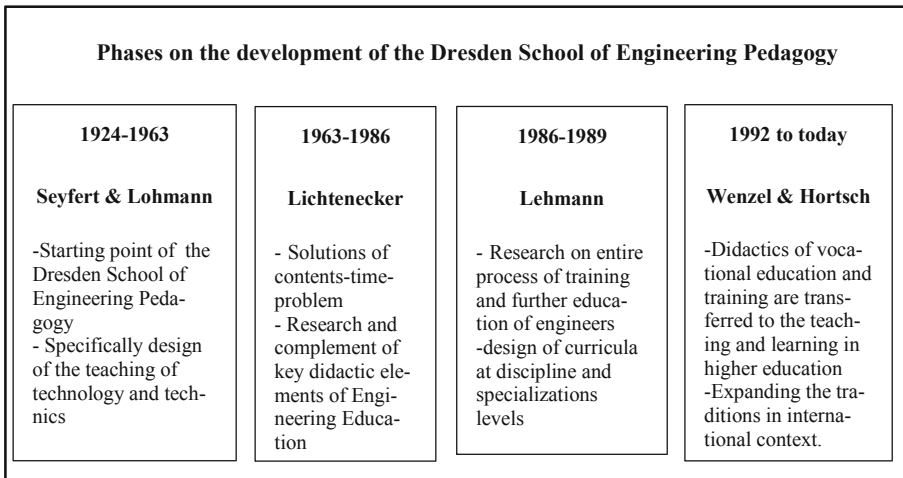 Phases on the development of the Dresden School of Engineering Pedagogy
1924-1963
Seyfert & Lohmann
-Starting point of the
Dresden School of
Engineering Peda-
gogy
- Specifically design
of the teaching of
technology and tech-
nics
1963-1986
Lichtenecker
- Solutions of
contents-time-
problem
- Research and
complement of
key didactic ele-
ments of Engi-
neering Educa-
tion
1986-1989
Lehmann
- Research on entire
process of training
and further educa-
tion of engineers
-design of curricula
at discipline and
specializations
levels
1992 to today
Wenzel & Hortsch
-Didactics of voca-
tional education and
training are trans-
ferred to the teach-
ing and learning in
higher education
-Expanding the tra-
ditions in interna-
tional context.